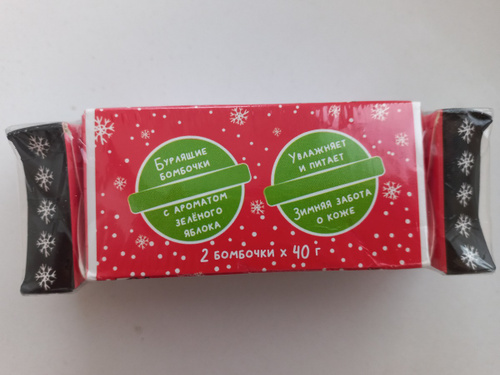 Бурлящие
бомбочки
с ароматом
зелёного
яблока
Увлажняет
и питает
Зимняя забота
о коже
2 бомбочки х 40 г